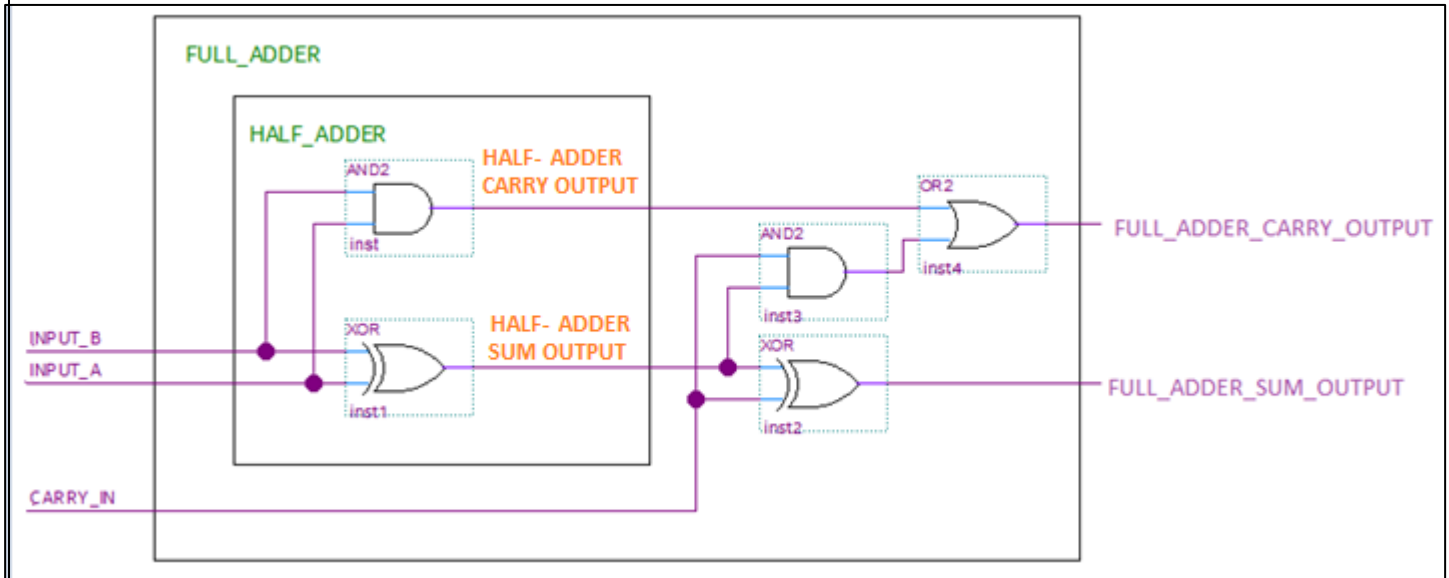 FULL_ADDER
HALF_ADDER
AND2
HALF- ADDER
CARRY OUTPUT
inst
OR2
FULL_ADDER_CARRY_OUTPUT
inst4
AND2
inst3
INPUT_B
INPUT_A
XOR
HALF- ADDER
SUM OUTPUT
inst1
XOR
FULL_ADDER_SUM_OUTPUT
inst2
CARRY_IN